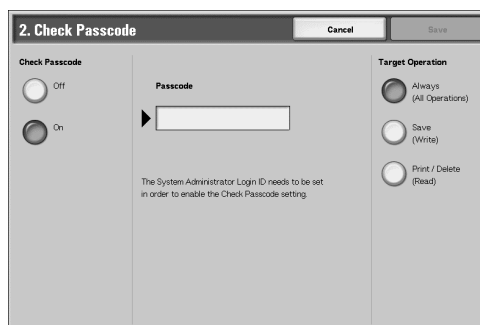 2. Check Passcode
Cancel
Save
Check Passcode
Off
On
Passcode
The System Administrator Login ID needs to be set
in order to enable the Check Passcode setting.
Target Operation
Always
(All Operations)
Save
(Write)
Print / Delete
(Read)